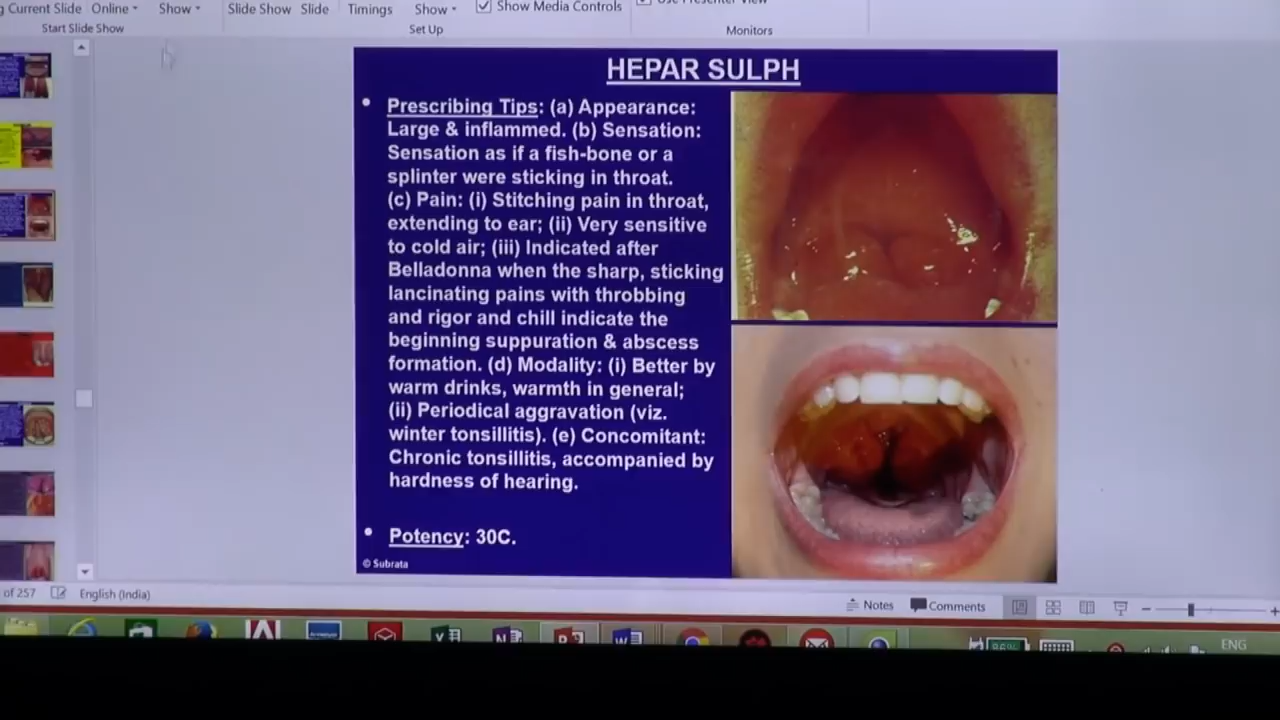 g Current Slide Online Show Slide Show Slide Timings Show Show Media Controls
Start Slide Show Set Up Monitors
HEPAR SULPH
• Prescribing Tips: (a) Appearance:
Large & inflammed. (b) Sensation:
Sensation as if a fish-bone or a
splinter were sticking in throat.
(c) Pain: (i) Stitching pain in throat,
extending to ear; (ii) Very sensitive
to cold air; (iii) Indicated after
Belladonna when the sharp, sticking
lancinating pains with throbbing
and rigor and chill indicate the
beginning suppuration & abscess
formation. (d) Modality: (i) Better by
warm drinks, warmth in general;
(ii) Periodical aggravation (viz.
winter tonsillitis). (e) Concomitant:
Chronic tonsillitis, accompanied by
hardness of hearing.
• Potency: 30C.
© Subrata
of 257 English (India) Notes Comments
86% ENG